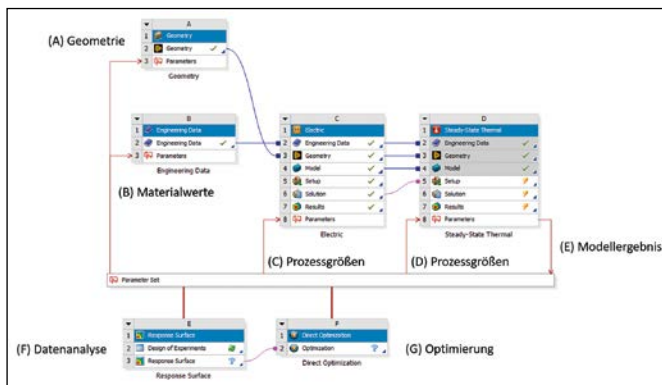 (A) Geometrie
A
1 Geometry
2 Geometry
3 Parameters
Geometry
B
1 Engineering Data
2 Engineering Data
3 Parameters
Engineering Data
(B) Materialwerte
C
1 Electric
2 Engineering Data
3 Geometry
4 Model
5 Setup
6 Solution
7 Results
8 Parameters
Electric
D
1 Steady-State Thermal
2 Engineering Data
3 Geometry
4 Model
5 Setup
6 Solution
7 Results
8 Parameters
Steady-State Thermal
(C) Prozessgrößen
(D) Prozessgrößen
(E) Modellergebnis
Parameter Set
(F) Datenanalyse
E
1 Response Surface
2 Design of Experiments
3 Response Surface
Response Surface
F
1 Direct Optimization
2 Optimization
Direct Optimization
(G) Optimierung